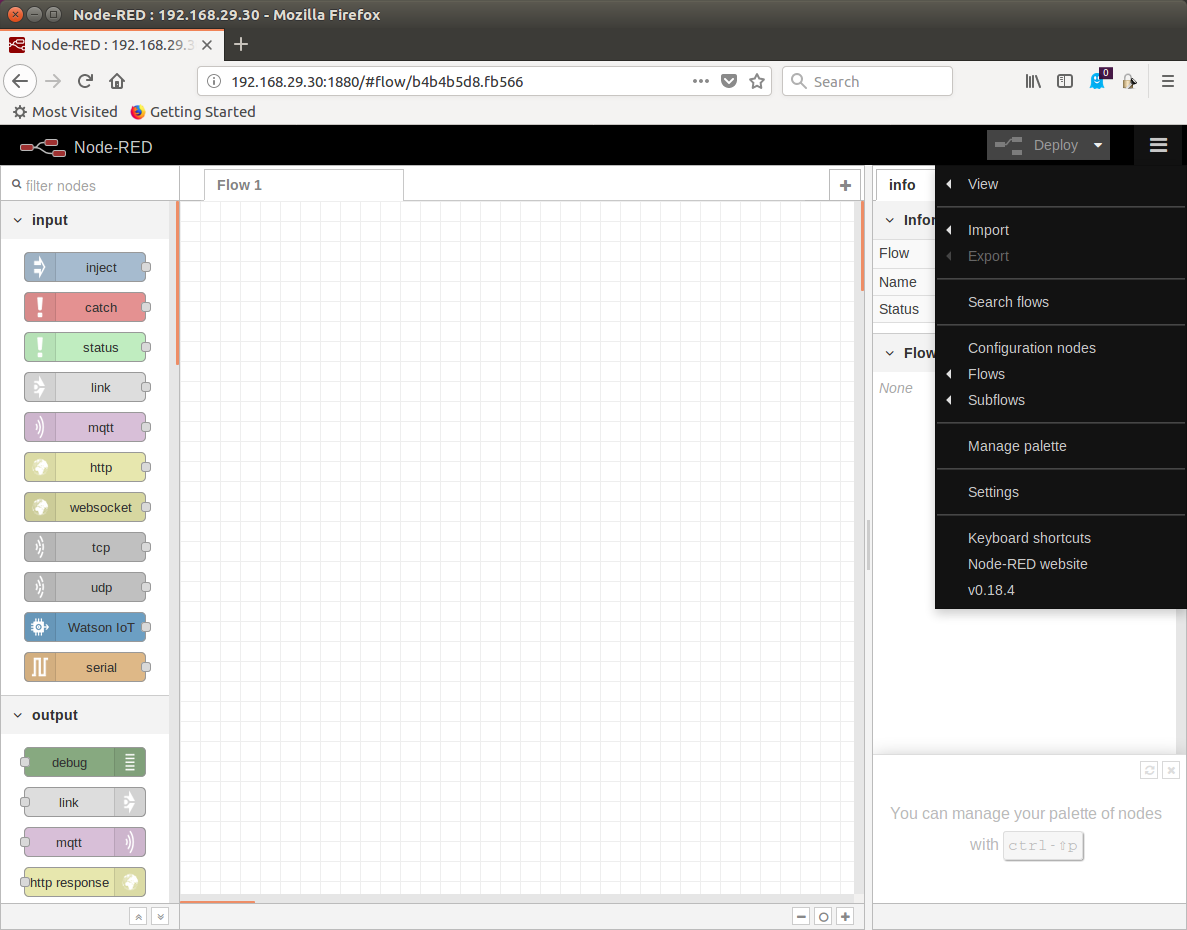 Node-RED : 192.168.29.30 - Mozilla Firefox
Node-RED : 192.168.29.3
192.168.29.30:1880/#flow/b4b4b5d8.fb566
Search
0
Most Visited
Getting Started
Node-RED
Deploy
filter nodes
input
inject
catch
status
link
mqtt
http
websocket
tcp
udp
Watson IoT
serial
output
debug
link
mqtt
http response
Flow 1
info
Infor
Flow
Name
Status
Flow
None
View
Import
Export
Search flows
Configuration nodes
Flows
Subflows
Manage palette
Settings
Keyboard shortcuts
Node-RED website
v0.18.4
You can manage your palette of nodes
with ctrl-⇧p